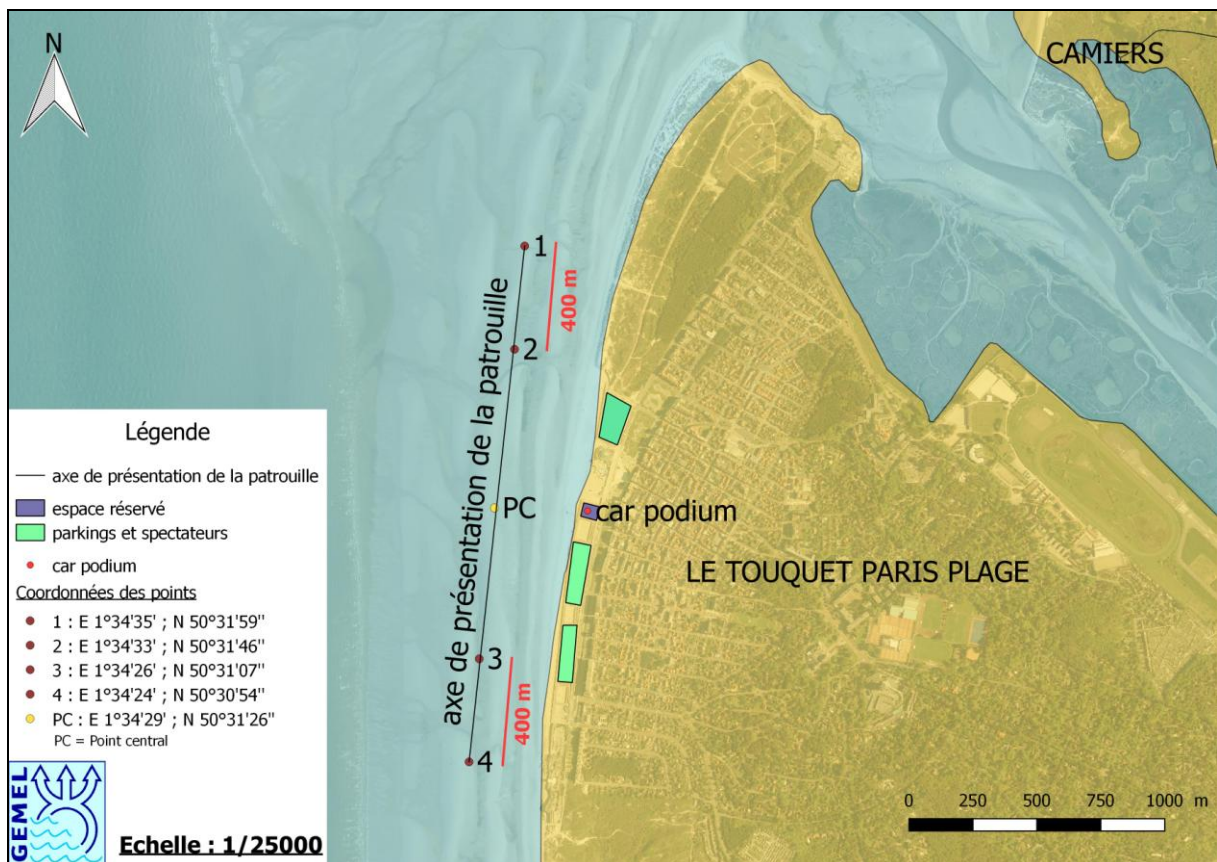 N
CAMIERS
1
400 m
2
axe de présentation de la patrouille
PC
car podium
LE TOUQUET PARIS PLAGE
3
400 m
4
Légende
axe de présentation de la patrouille
espace réservé
parkings et spectateurs
car podium
Coordonnées des points
1 : E 1°34'35' ; N 50°31'59"
2 : E 1°34'33' ; N 50°31'46"
3 : E 1°34'26' ; N 50°31'07"
4 : E 1°34'24' ; N 50°30'54"
PC : E 1°34'29' ; N 50°31'26"
PC = Point central
GEMEL
Echelle : 1/25000
0 250 500 750 1000 m